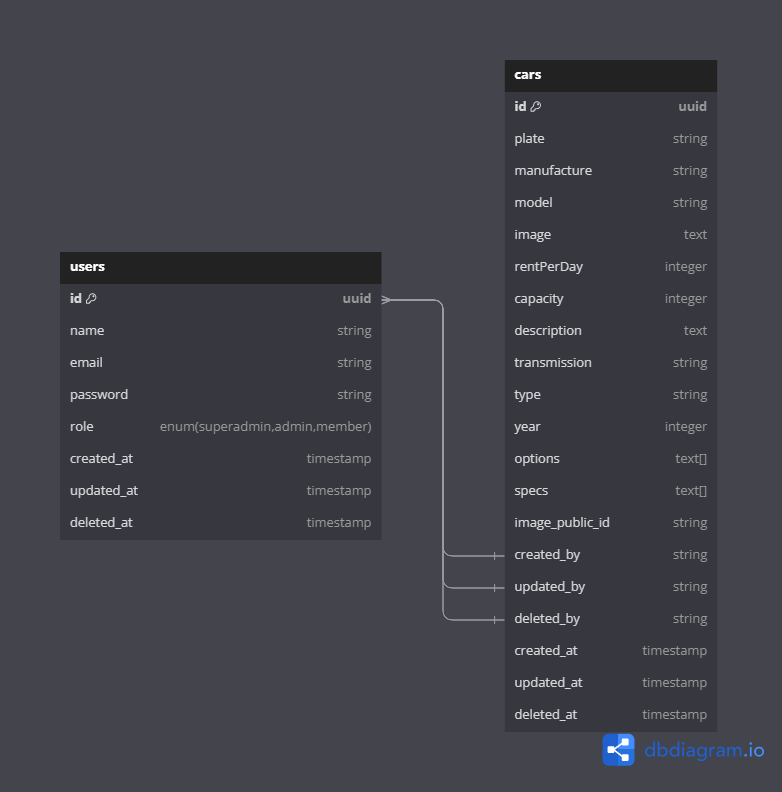 users
id uuid
name string
email string
password string
role enum(superadmin,admin,member)
created_at timestamp
updated_at timestamp
deleted_at timestamp
cars
id uuid
plate string
manufacture string
model string
image text
rentPerDay integer
capacity integer
description text
transmission string
type string
year integer
options text[]
specs text[]
image_public_id string
created_by string
updated_by string
deleted_by string
created_at timestamp
updated_at timestamp
deleted_at timestamp
dbdiagram.io